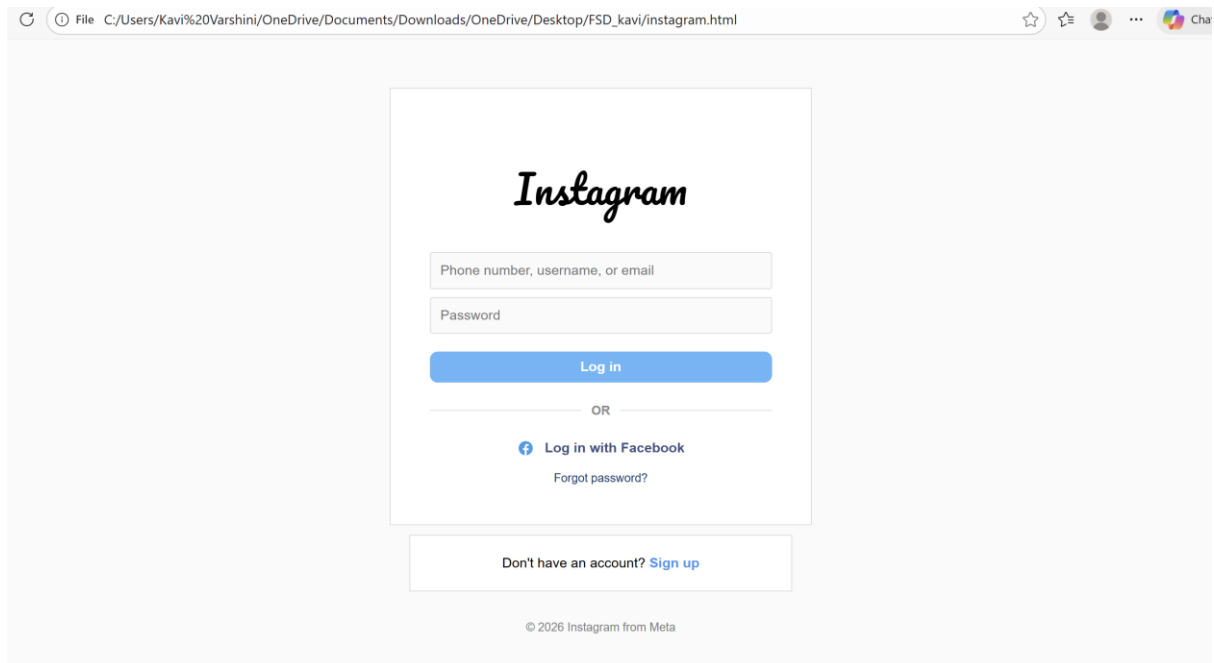 File C:/Users/Kavi%20Varshini/OneDrive/Documents/Downloads/OneDrive/Desktop/FSD_kavi/instagram.html
Instagram
Phone number, username, or email
Password
Log in
OR
Log in with Facebook
Forgot password?
Don't have an account? Sign up
© 2026 Instagram from Meta